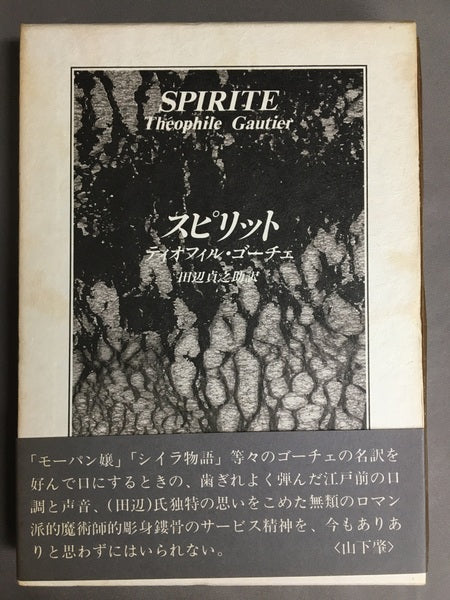 SPIRITE
Théophile Gautier
スピリット
ティオフィル・ゴーチェ
田辺貞之助訳
「モーパン嬢」「シイラ物語」等々のゴーチェの名訳を
好んで口にするときの、歯ぎれよく弾んだ江戸前の口
調と声音、(田辺)氏独特の思いをこめた無類のロマン
派的魔術師的彫身鏤骨のサービス精神を、今もありあ
りと思わずにはいられない。 〈山下肇〉